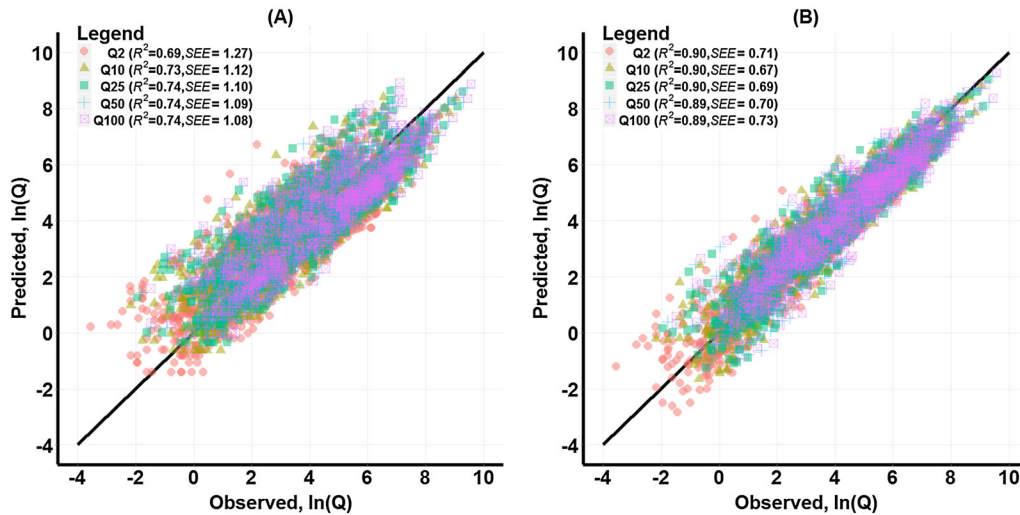 (A)
Legend
Q2 (R²=0.69,SEE= 1.27)
Q10 (R²=0.73,SEE= 1.12)
Q25 (R²=0.74,SEE= 1.10)
Q50 (R²=0.74,SEE= 1.09)
Q100 (R²=0.74,SEE= 1.08)
10
8
6
4
2
0
-2
-4
Predicted, ln(Q)
-4 -2 0 2 4 6 8 10
Observed, ln(Q)
(B)
Legend
Q2 (R²=0.90,SEE= 0.71)
Q10 (R²=0.90,SEE= 0.67)
Q25 (R²=0.90,SEE= 0.69)
Q50 (R²=0.89,SEE= 0.70)
Q100 (R²=0.89,SEE= 0.73)
10
8
6
4
2
0
-2
-4
Predicted, ln(Q)
-4 -2 0 2 4 6 8 10
Observed, ln(Q)